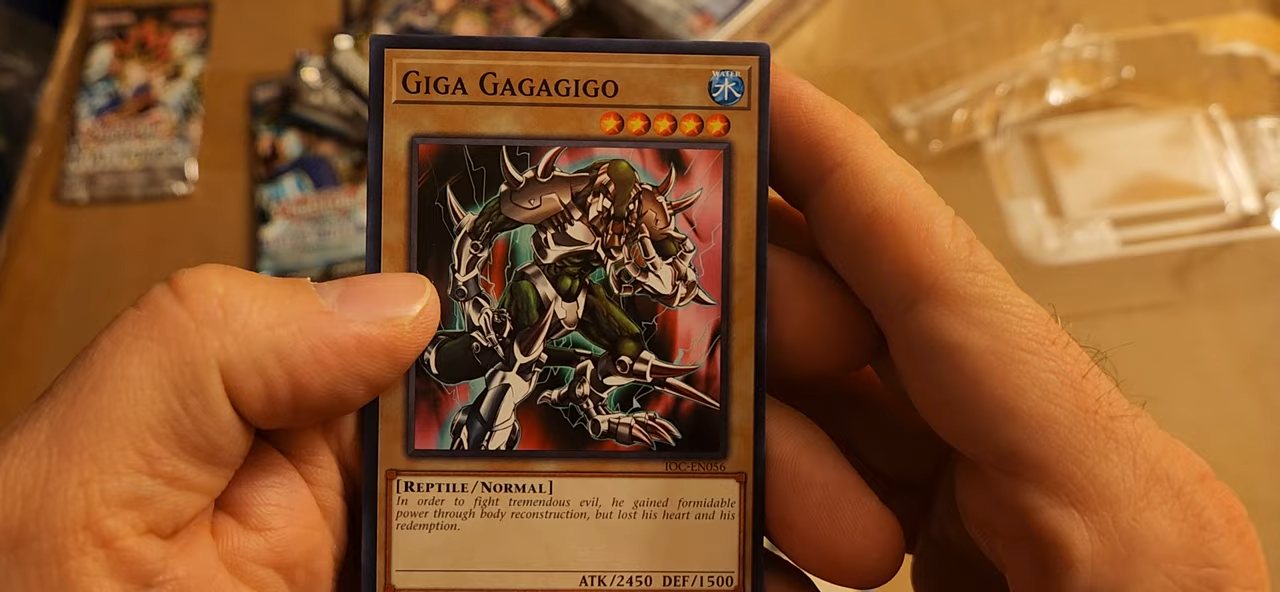 GIGA GAGAGIGO
WATER
水
IOC-EN056
[REPTILE/NORMAL]
In order to fight tremendous evil, he gained formidable
power through body reconstruction, but lost his heart and his
redemption.
ATK/2450 DEF/1500